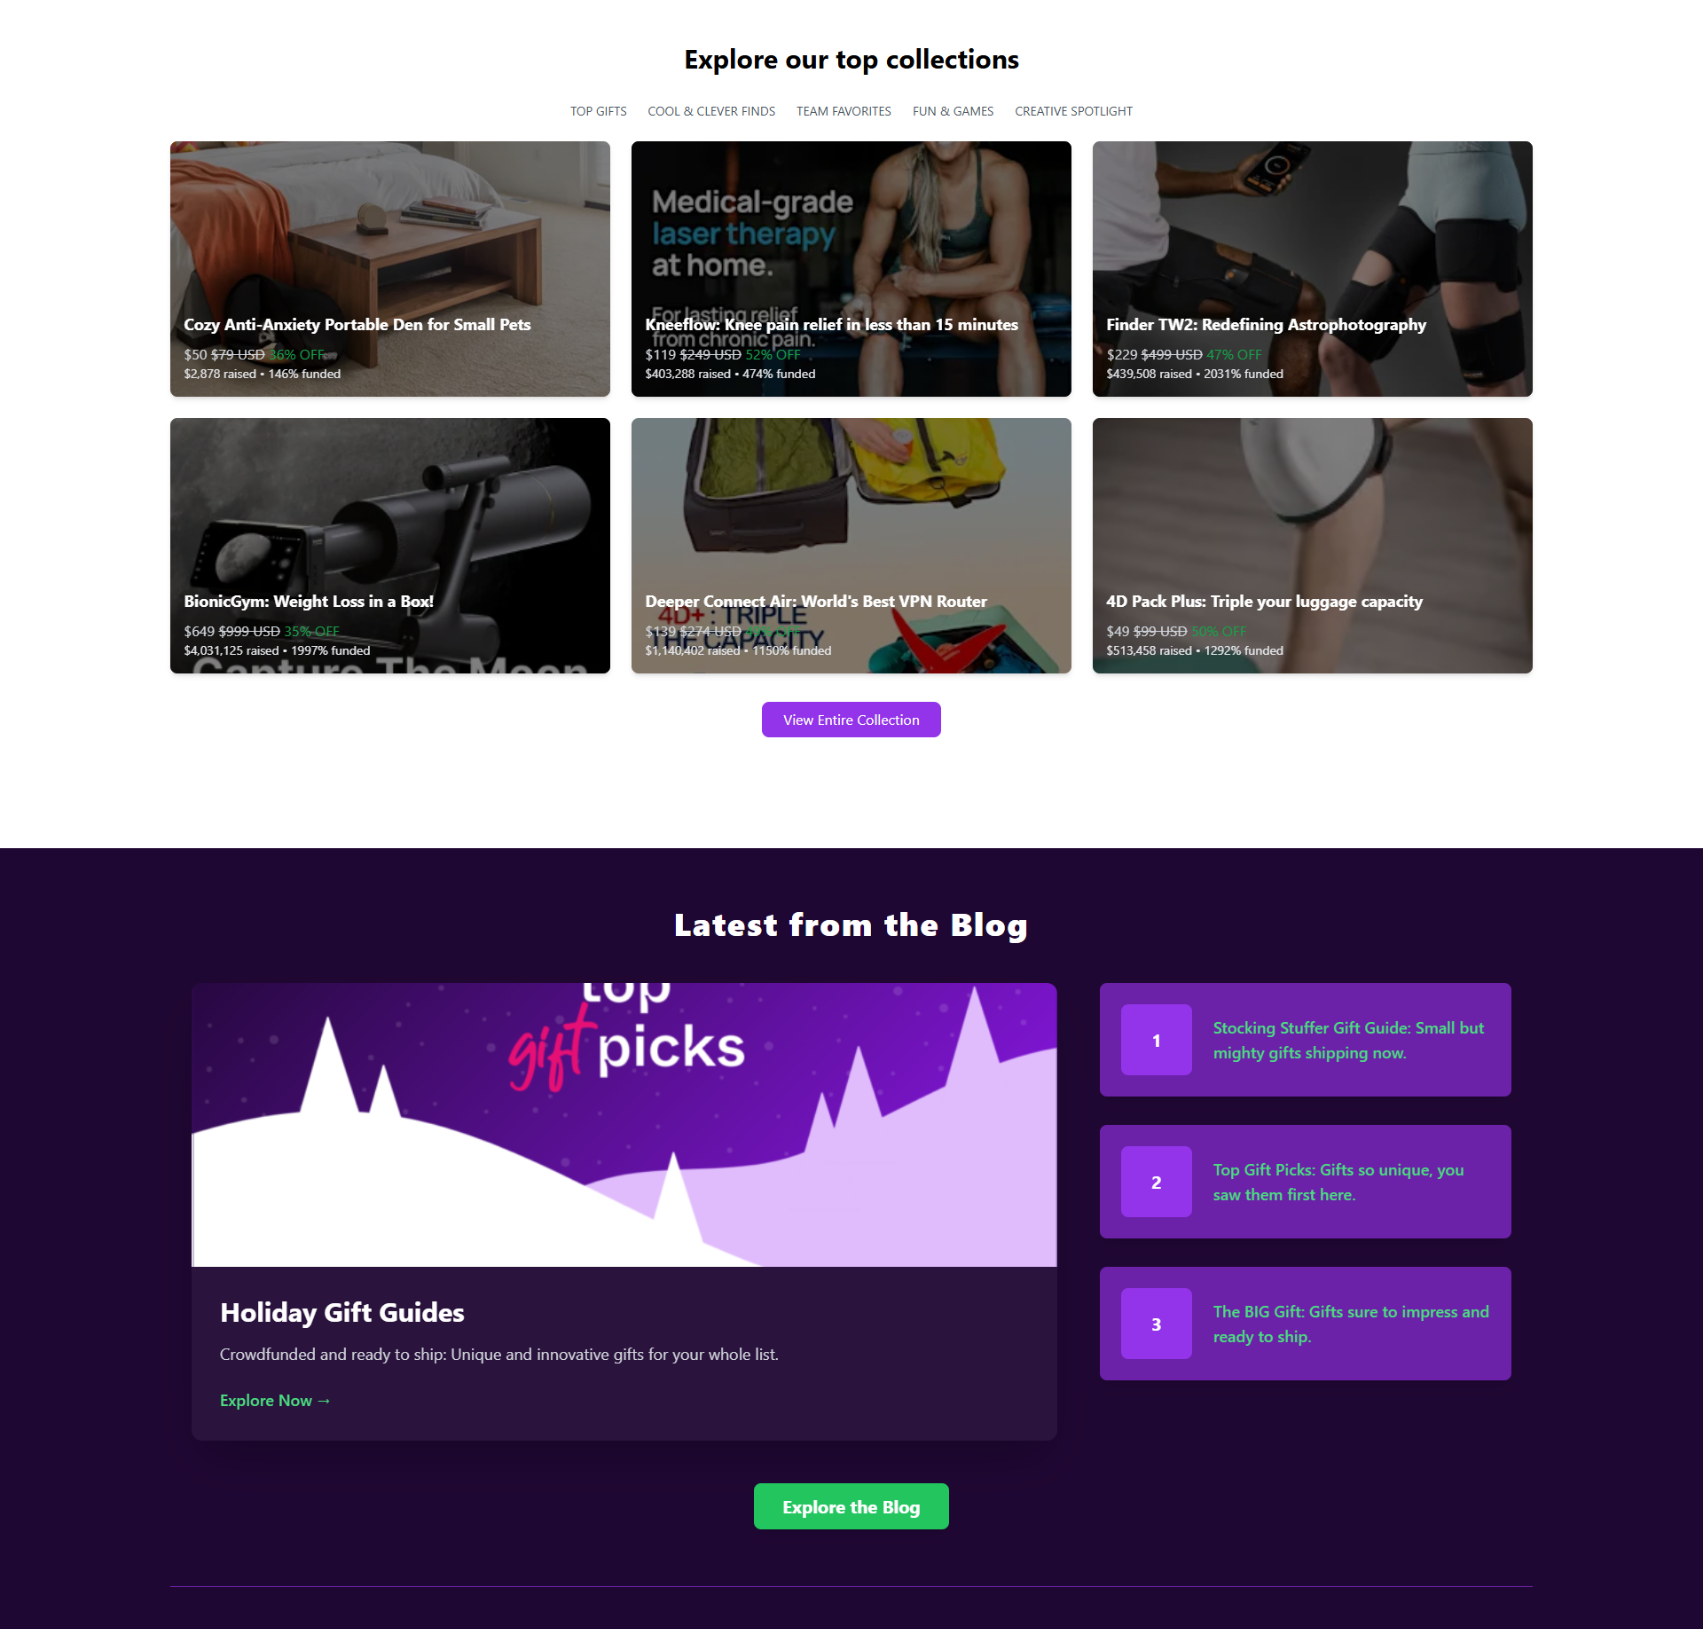 Explore our top collections
TOP GIFTS COOL & CLEVER FINDS TEAM FAVORITES FUN & GAMES CREATIVE SPOTLIGHT
Cozy Anti-Anxiety Portable Den for Small Pets
$50 $79 USD 36% OFF
$2,878 raised • 146% funded
Medical-grade
laser therapy
at home.
For lasting relief
from chronic pain.
Kneeflow: Knee pain relief in less than 15 minutes
$119 $249 USD 52% OFF
$403,288 raised • 474% funded
Finder TW2: Redefining Astrophotography
$229 $499 USD 47% OFF
$439,508 raised • 2031% funded
BionicGym: Weight Loss in a Box!
$649 $999 USD 35% OFF
$4,031,125 raised • 1997% funded
Capture The Moon
Deeper Connect Air: World's Best VPN Router
4D+ : TRIPLE
THE CAPACITY
$139 $274 USD OFF
$1,140,402 raised • 1150% funded
4D Pack Plus: Triple your luggage capacity
$49 $99 USD 50% OFF
$513,458 raised • 1292% funded
View Entire Collection
Latest from the Blog
top
gift picks
Holiday Gift Guides
Crowdfunded and ready to ship: Unique and innovative gifts for your whole list.
Explore Now →
1
Stocking Stuffer Gift Guide: Small but
mighty gifts shipping now.
2
Top Gift Picks: Gifts so unique, you
saw them first here.
3
The BIG Gift: Gifts sure to impress and
ready to ship.
Explore the Blog